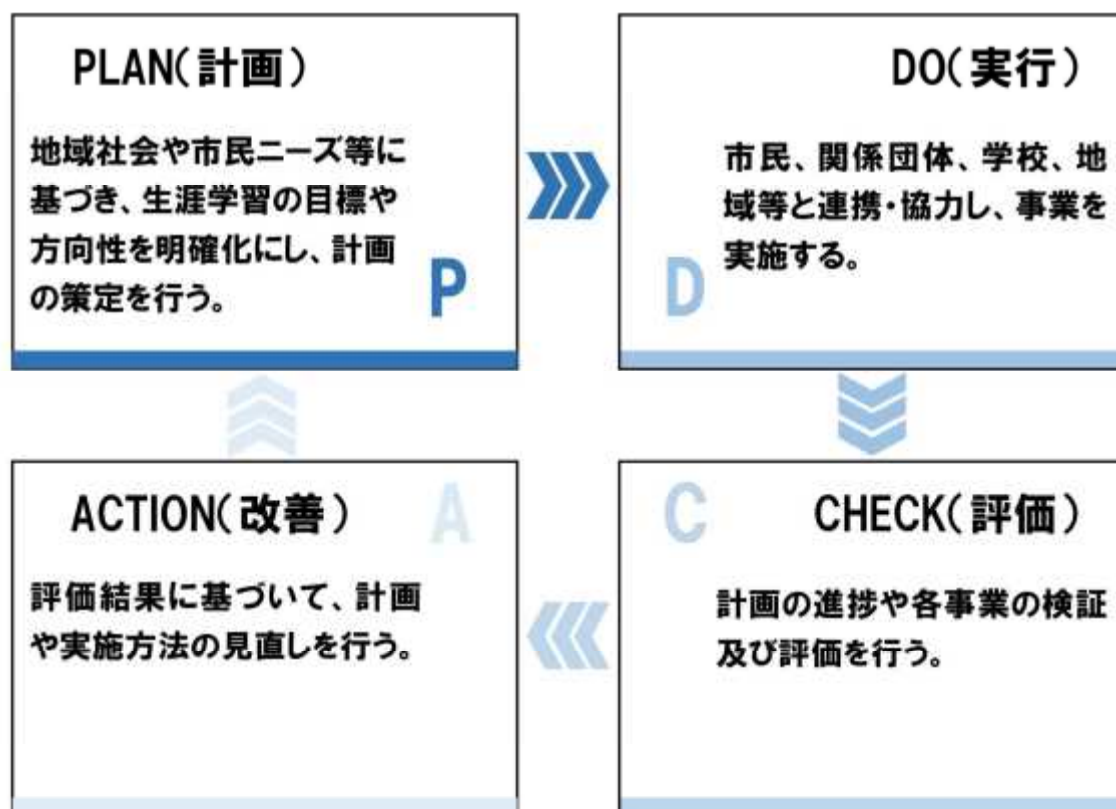 PLAN(計画)
地域社会や市民ニーズ等に
基づき、生涯学習の目標や
方向性を明確化にし、計画
の策定を行う。
P
DO(実行)
市民、関係団体、学校、地
域等と連携・協力し、事業を
実施する。
D
ACTION(改善)
A
評価結果に基づいて、計画
や実施方法の見直しを行う。
C
CHECK(評価)
計画の進捗や各事業の検証
及び評価を行う。